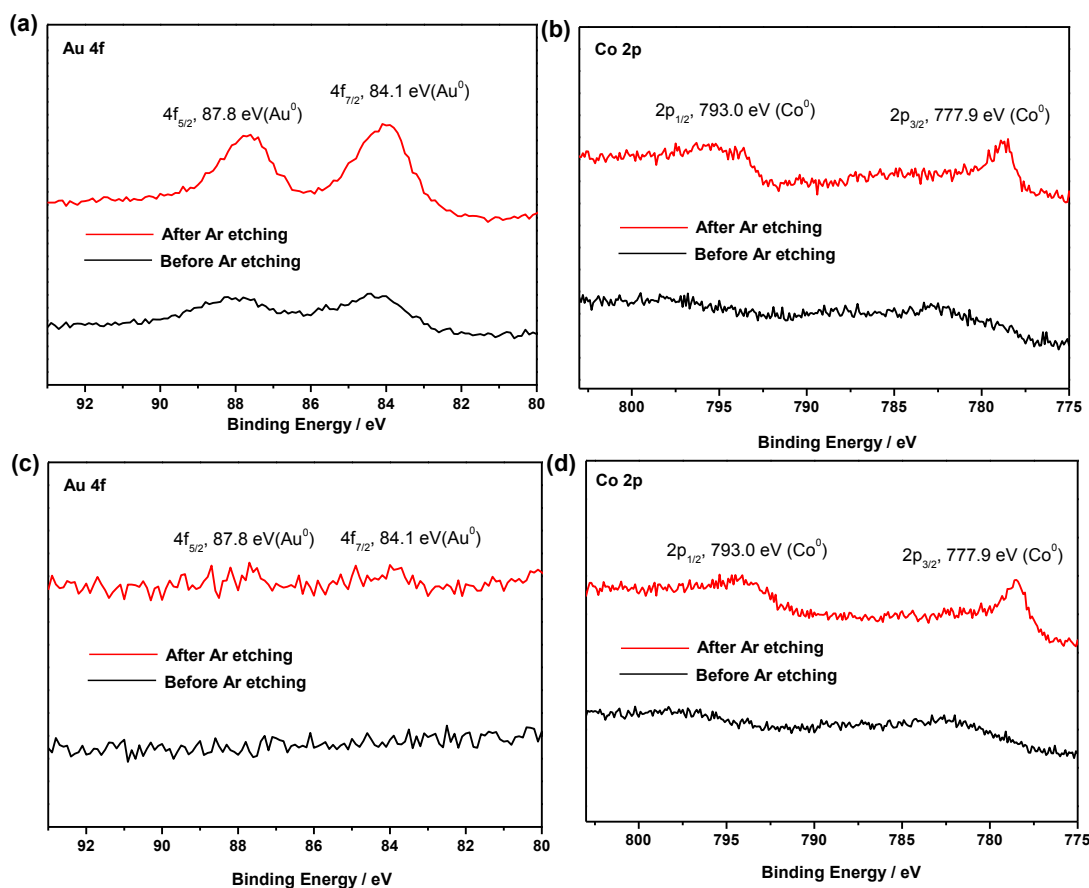 (a)
Au 4f
4f5/2, 87.8 eV(Au0)
4f7/2, 84.1 eV(Au0)
After Ar etching
Before Ar etching
92 90 88 86 84 82 80
Binding Energy / eV
(b)
Co 2p
2p1/2, 793.0 eV (Co0)
2p3/2, 777.9 eV (Co0)
After Ar etching
Before Ar etching
800 795 790 785 780 775
Binding Energy / eV
(c)
Au 4f
4f5/2, 87.8 eV(Au0)
4f7/2, 84.1 eV(Au0)
After Ar etching
Before Ar etching
92 90 88 86 84 82 80
Binding Energy / eV
(d)
Co 2p
2p1/2, 793.0 eV (Co0)
2p3/2, 777.9 eV (Co0)
After Ar etching
Before Ar etching
800 795 790 785 780 775
Binding Energy / eV